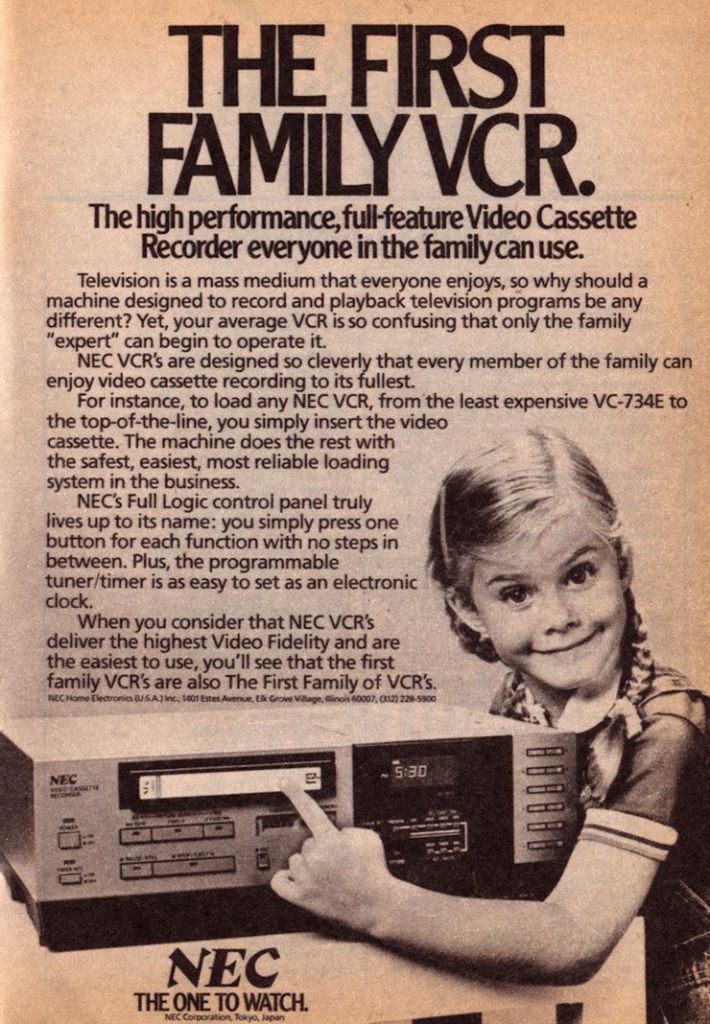 THE FIRST
FAMILY VCR.
The high performance, full-feature Video Cassette
Recorder everyone in the family can use.
Television is a mass medium that everyone enjoys, so why should a
machine designed to record and playback television programs be any
different? Yet, your average VCR is so confusing that only the family
"expert" can begin to operate it.
NEC VCR's are designed so cleverly that every member of the family can
enjoy video cassette recording to its fullest.
For instance, to load any NEC VCR, from the least expensive VC-734E to
the top-of-the-line, you simply insert the video
cassette. The machine does the rest with
the safest, easiest, most reliable loading
system in the business.
NEC's Full Logic control panel truly
lives up to its name: you simply press one
button for each function with no steps in
between. Plus, the programmable
tuner/timer is as easy to set as an electronic
clock.
When you consider that NEC VCR's
deliver the highest Video Fidelity and are
the easiest to use, you'll see that the first
family VCR's are also The First Family of VCR's.
NEC Home Electronics (U.S.A.) Inc., 1401 Estes Avenue, Elk Grove Village, Illinois 60007, (312) 228-5900
NEC
VIDEO CASSETTE
RECORDER
5:30
POWER
PAUSE/STILL
STOP/EJECT
TIMER REC
NEC
THE ONE TO WATCH.
NEC Corporation, Tokyo, Japan